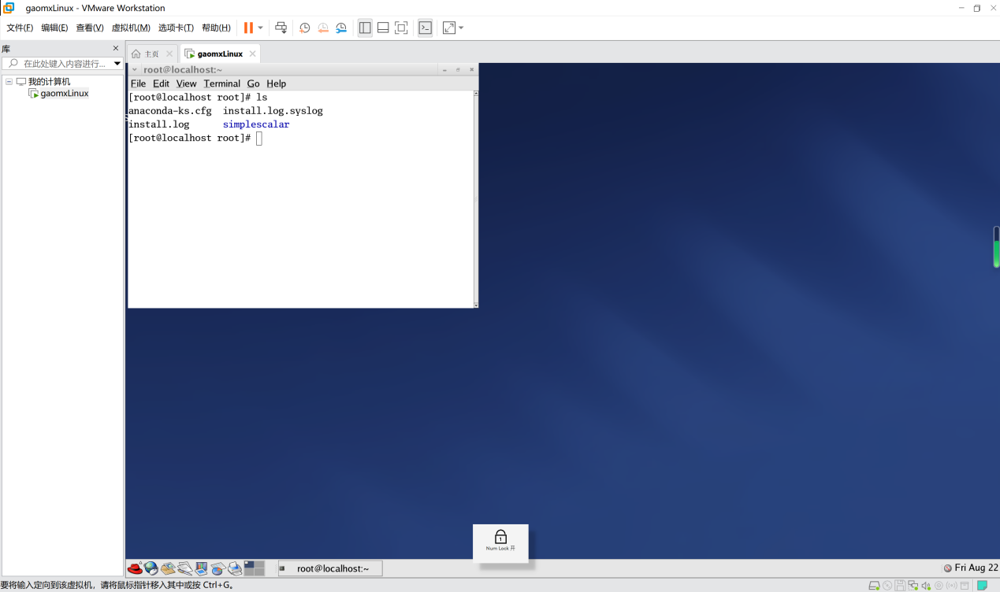 gaomxLinux - VMware Workstation
文件(F) 编辑(E) 查看(V) 虚拟机(M) 选项卡(T) 帮助(H)
库
在此处键入内容进行...
我的计算机
gaomxLinux
主页
gaomxLinux
root@localhost:~
File Edit View Terminal Go Help
[root@localhost root]# ls
anaconda-ks.cfg install.log.syslog
install.log simplescalar
[root@localhost root]#
1
Num Lock 开
root@localhost:~
Fri Aug 22
要将输入定向到该虚拟机，请将鼠标指针移入其中或按 Ctrl+G。